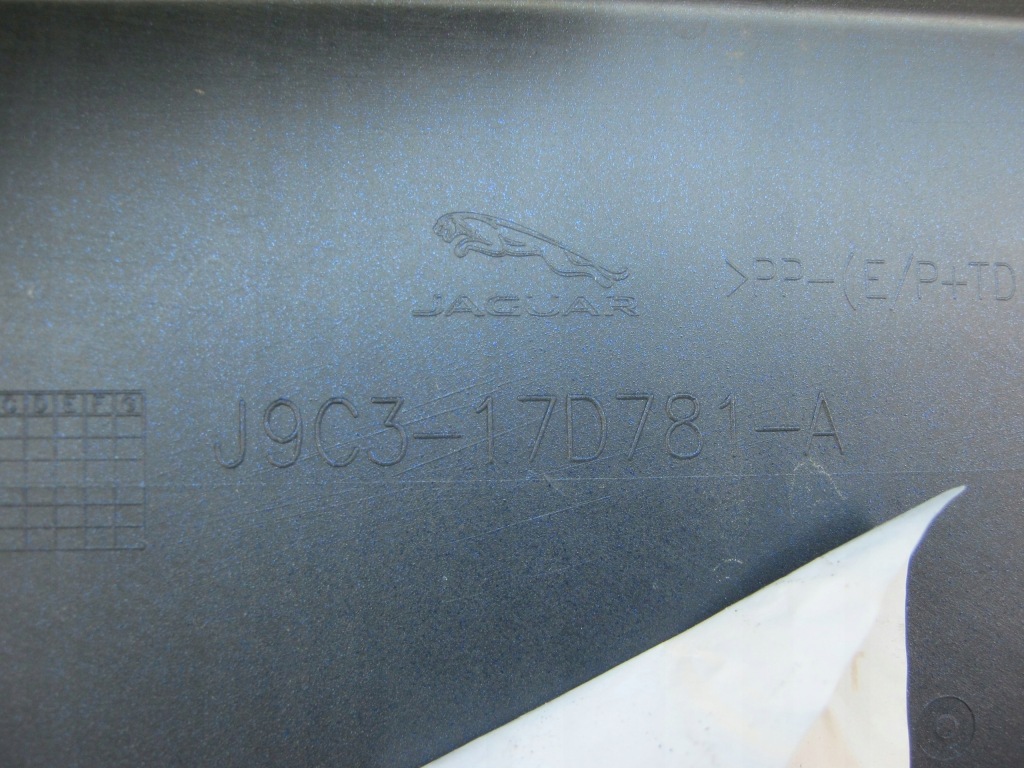 JAGUAR
>PP-(E/P+TD
J9C3-17D781-A
C D E F G